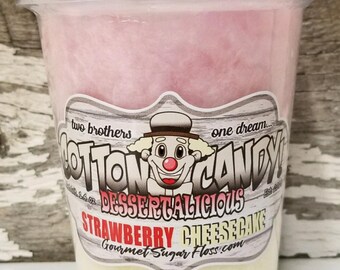 two brothers one dream...
COTTON CANDY!
DESSERTALICIOUS
STRAWBERRY CHEESECAKE
GourmetSugarFloss.com